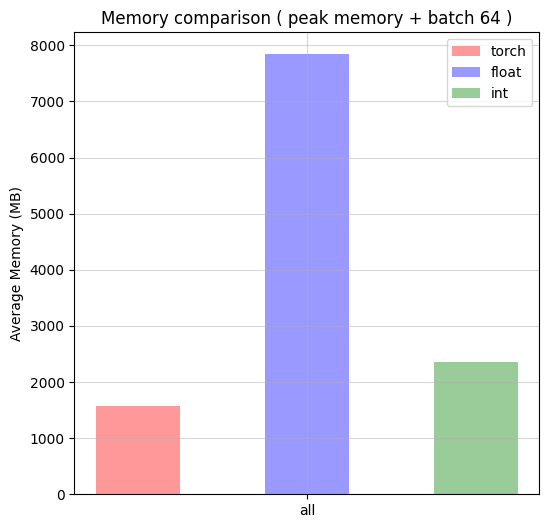 Memory comparison ( peak memory + batch 64 )
torch
float
int
Average Memory (MB)
8000
7000
6000
5000
4000
3000
2000
1000
0
all